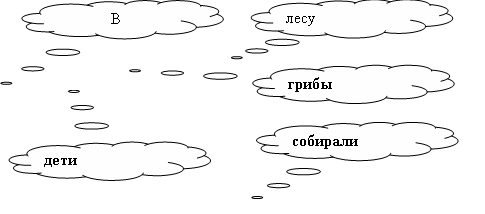 В
лесу
грибы
собирали
дети